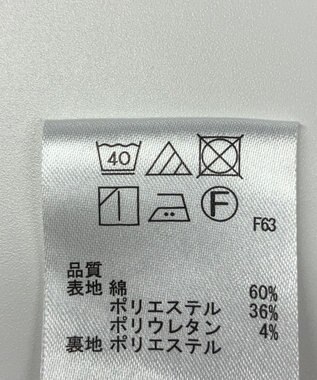 40
F
F63
品質
表地 綿 60%
ポリエステル 36%
ポリウレタン 4%
裏地 ポリエステル